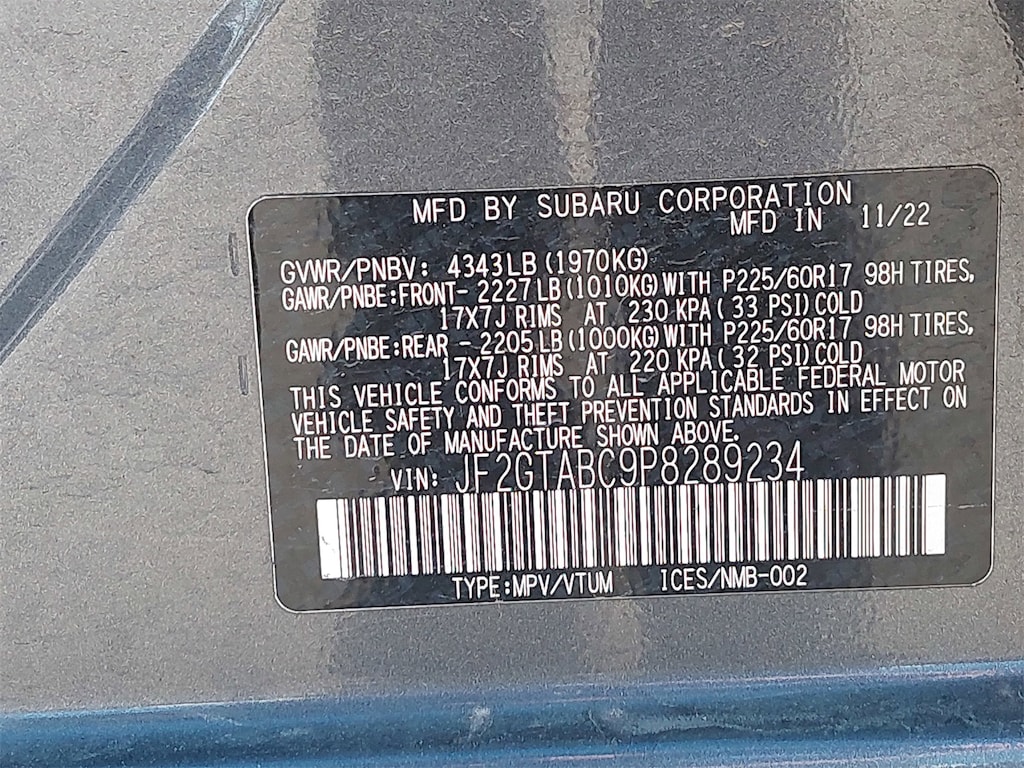 MFD BY SUBARU CORPORATION
MFD IN 11/22
GVWR/PNBV: 4343LB (1970KG)
GAWR/PNBE:FRONT- 2227LB(1010KG)WITH P225/60R17 98H TIRES,
17X7J RIMS AT 230 KPA( 33 PSI)COLD
GAWR/PNBE:REAR - 2205LB(1000KG)WITH P225/60R17 98H TIRES,
17X7J RIMS AT 220 KPA( 32 PSI)COLD
THIS VEHICLE CONFORMS TO ALL APPLICABLE FEDERAL MOTOR
VEHICLE SAFETY AND THEFT PREVENTION STANDARDS IN EFFECT ON
THE DATE OF MANUFACTURE SHOWN ABOVE.
VIN: JF2GTABC9P8289234
TYPE:MPV/VTUM ICES/NMB-002